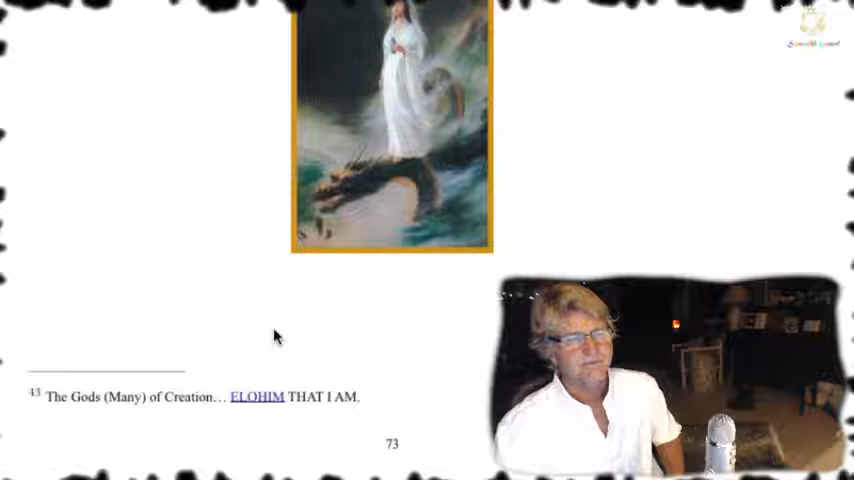 43 The Gods (Many) of Creation... ELOHIM THAT I AM.
73